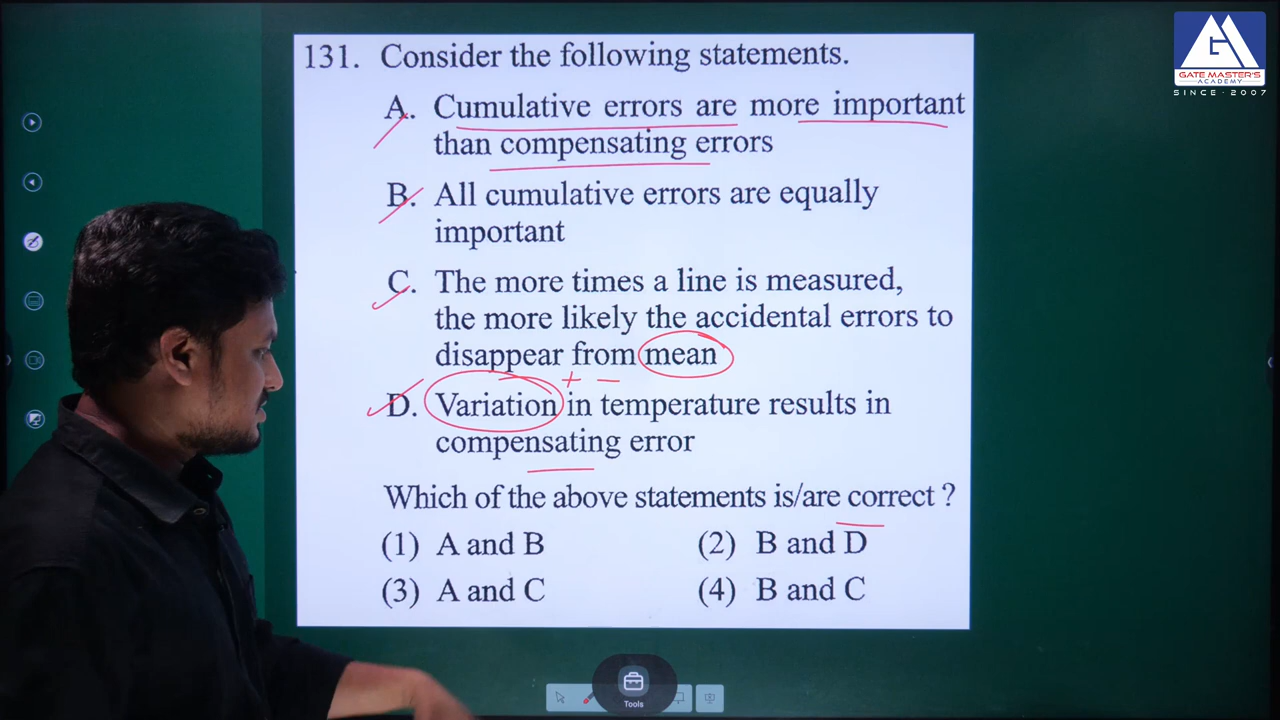 GATE MASTER'S
ACADEMY
SINCE · 2007
131. Consider the following statements.
A. Cumulative errors are more important
than compensating errors
B. All cumulative errors are equally
important
C. The more times a line is measured,
the more likely the accidental errors to
disappear from mean
+ −
D. Variation in temperature results in
compensating error
Which of the above statements is/are correct ?
(1) A and B (2) B and D
(3) A and C (4) B and C
Tools